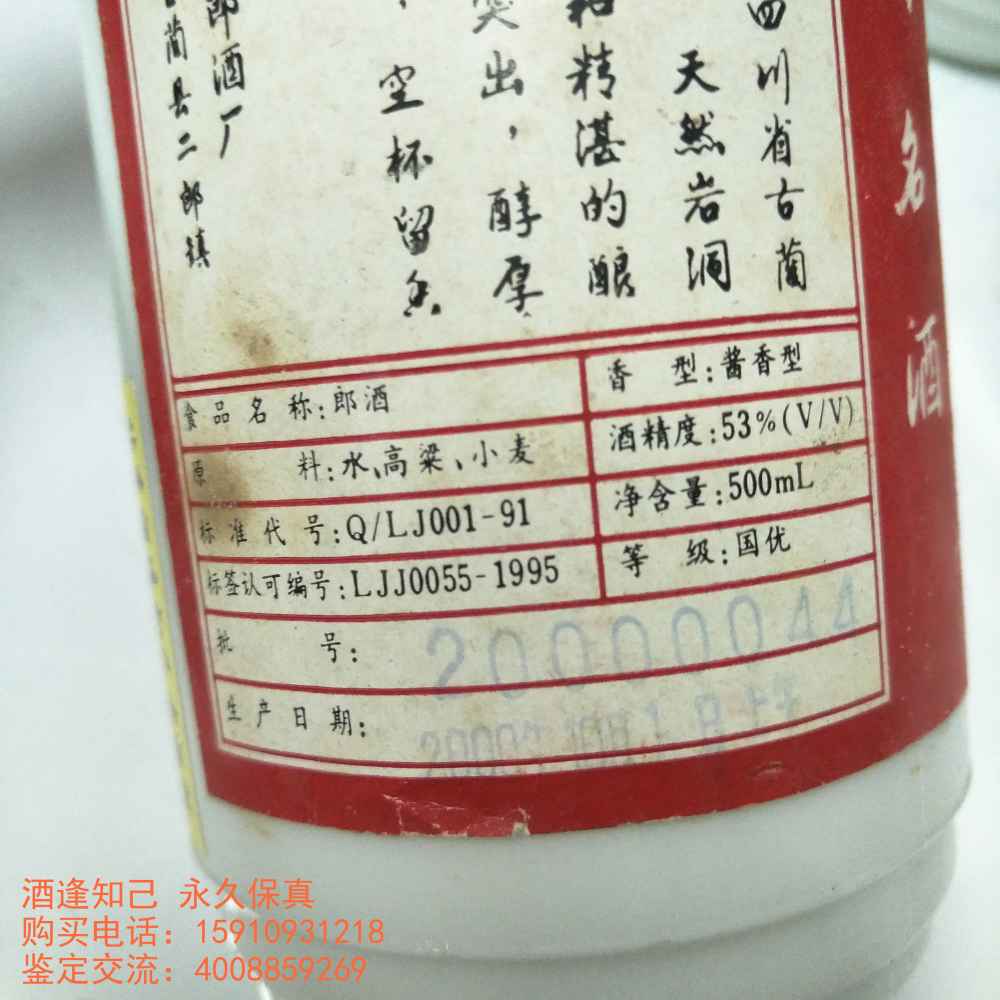 四川省古蔺
天然岩洞
和精湛的酿
突出，醇厚
，空杯留香
郎酒厂
古蔺县二郎镇
名酒
食品名称:郎酒
香 型:酱香型
原 料:水、高粱、小麦
酒精度:53%(V/V)
标准代号:Q/LJ001-91
净含量:500mL
标签认可编号:LJJ0055-1995
等 级:国优
批 号: 20000044
生产日期:
酒逢知己 永久保真
购买电话：15910931218
鉴定交流：4008859269